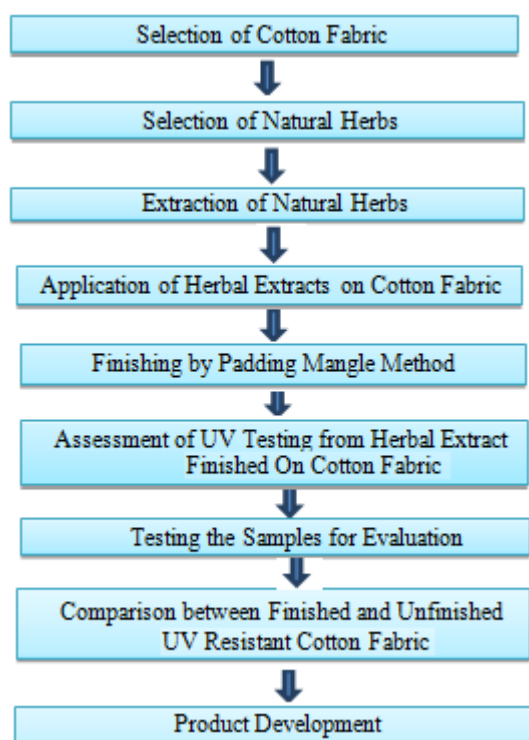 Selection of Cotton Fabric
Selection of Natural Herbs
Extraction of Natural Herbs
Application of Herbal Extracts on Cotton Fabric
Finishing by Padding Mangle Method
Assessment of UV Testing from Herbal Extract
Finished On Cotton Fabric
Testing the Samples for Evaluation
Comparison between Finished and Unfinished
UV Resistant Cotton Fabric
Product Development